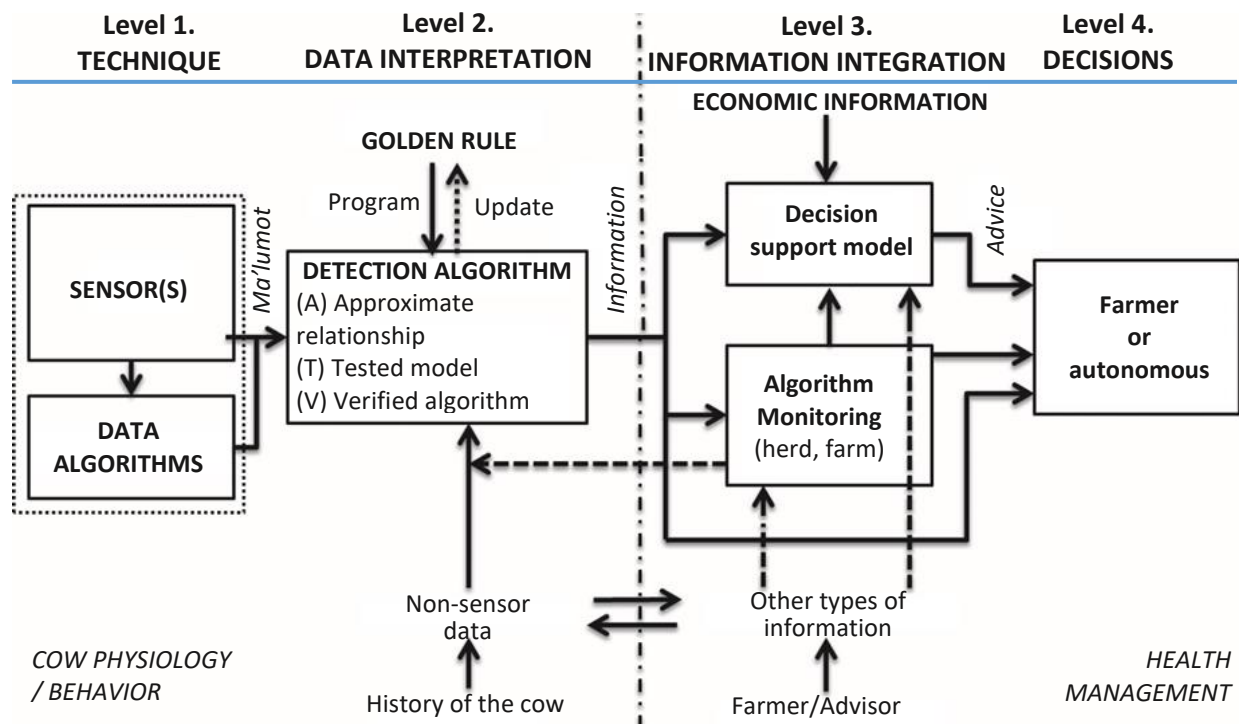 Level 1.
TECHNIQUE
Level 2.
DATA INTERPRETATION
Level 3.
INFORMATION INTEGRATION
Level 4.
DECISIONS
ECONOMIC INFORMATION
GOLDEN RULE
Program
Update
SENSOR(S)
DATA
ALGORITHMS
Ma'lumot
DETECTION ALGORITHM
(A) Approximate
relationship
(T) Tested model
(V) Verified algorithm
Information
Decision
support model
Advice
Algorithm
Monitoring
(herd, farm)
Farmer
or
autonomous
Non-sensor
data
Other types of
information
COW PHYSIOLOGY
/ BEHAVIOR
History of the cow
Farmer/Advisor
HEALTH
MANAGEMENT